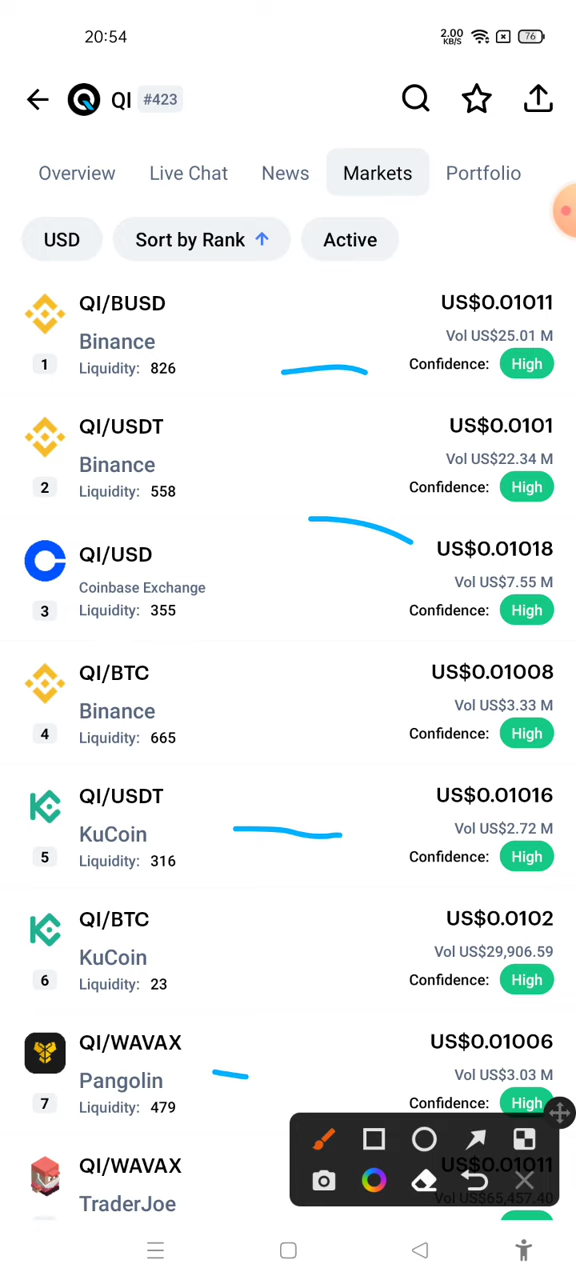 20:54
2.00
KB/S
76
QI #423
Overview Live Chat News Markets Portfolio
USD Sort by Rank Active
QI/BUSD US$0.01011
Binance Vol US$25.01 M
1 Liquidity: 826 Confidence: High
QI/USDT US$0.0101
Binance Vol US$22.34 M
2 Liquidity: 558 Confidence: High
QI/USD US$0.01018
Coinbase Exchange Vol US$7.55 M
3 Liquidity: 355 Confidence: High
QI/BTC US$0.01008
Binance Vol US$3.33 M
4 Liquidity: 665 Confidence: High
QI/USDT US$0.01016
KuCoin Vol US$2.72 M
5 Liquidity: 316 Confidence: High
QI/BTC US$0.0102
KuCoin Vol US$29,906.59
6 Liquidity: 23 Confidence: High
QI/WAVAX US$0.01006
Pangolin Vol US$3.03 M
7 Liquidity: 479 Confidence: High
QI/WAVAX US$0.01011
TraderJoe Vol US$65,457.40